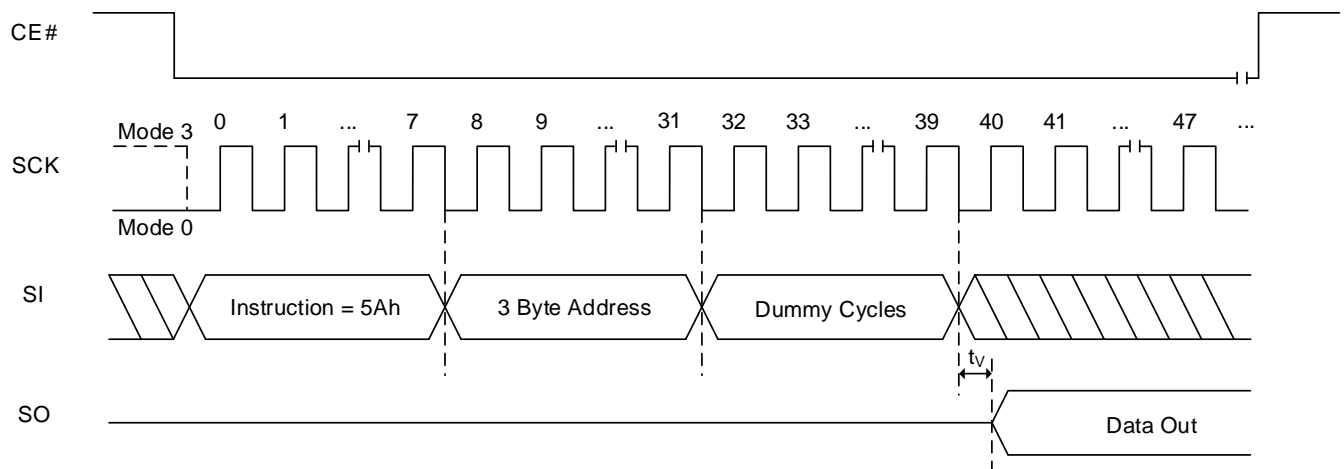 CE#
Mode 3 0 1 ... 7 8 9 ... 31 32 33 ... 39 40 41 ... 47 ...
SCK
Mode 0
SI Instruction = 5Ah 3 Byte Address Dummy Cycles
tV
SO Data Out